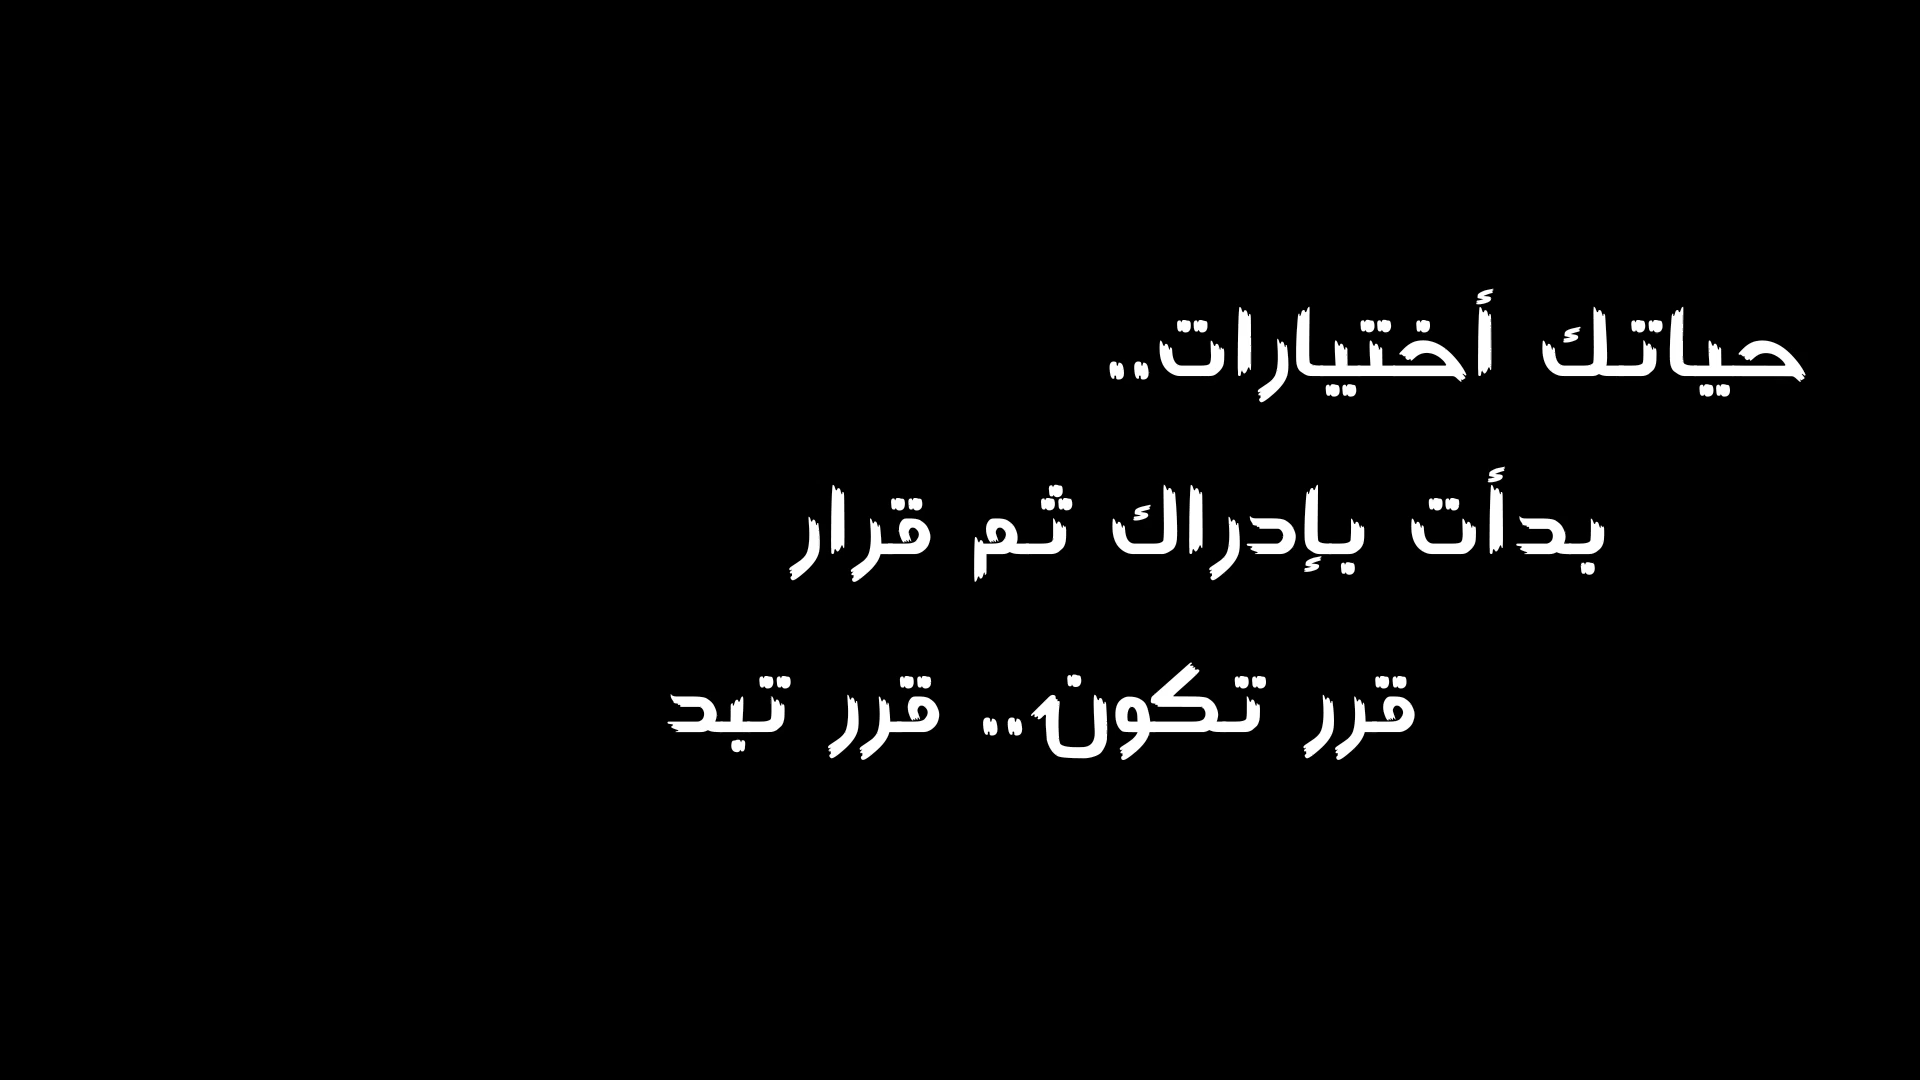 حياتك أختيارات..
بدأت بإدراك ثم قرار
قرر تكون.. قرر تبد